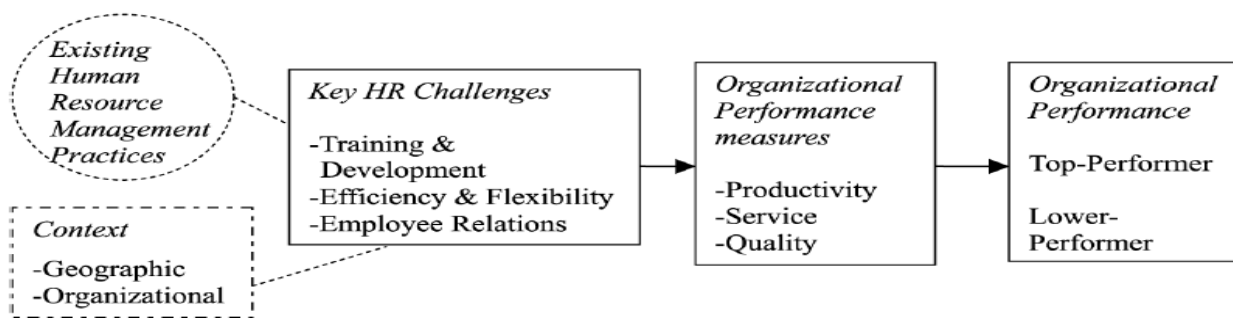 Existing
Human
Resource
Management
Practices
Context
-Geographic
-Organizational
Key HR Challenges
-Training &
Development
-Efficiency & Flexibility
-Employee Relations
Organizational
Performance
measures
-Productivity
-Service
-Quality
Organizational
Performance
Top-Performer
Lower-
Performer